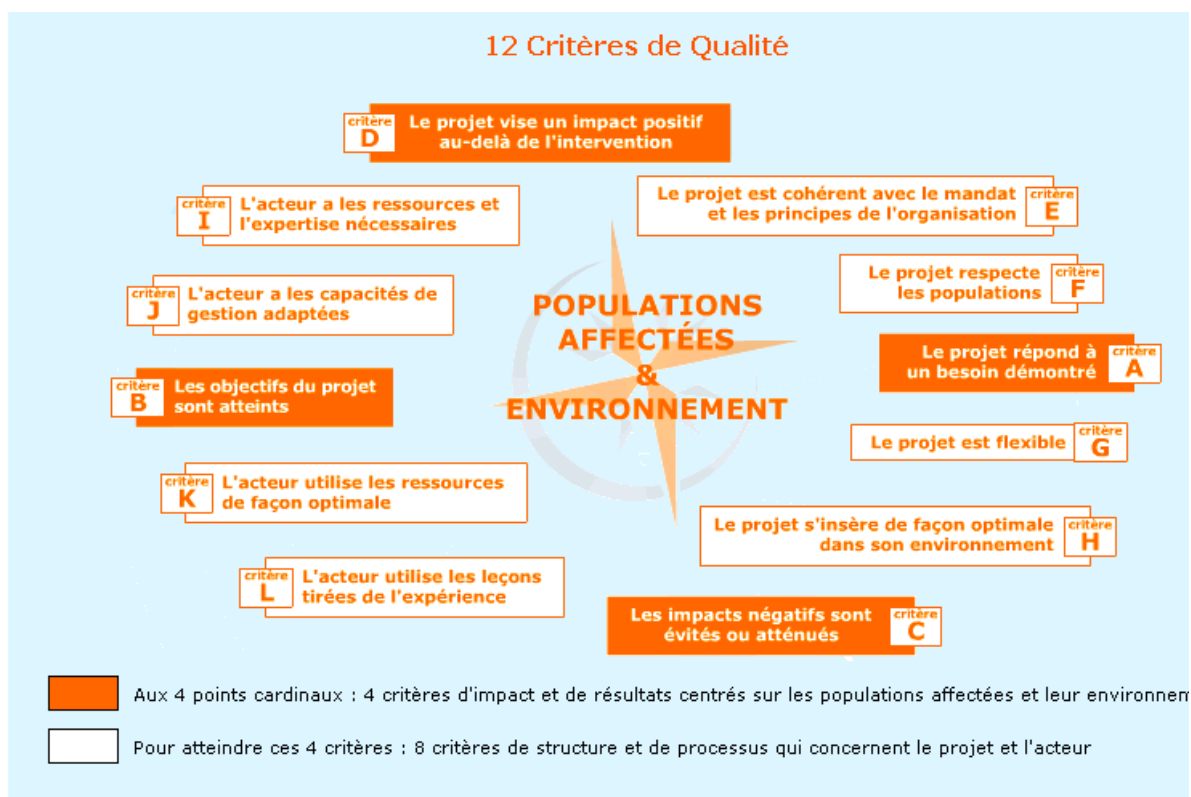 12 Critères de Qualité
critère
D
Le projet vise un impact positif
au-delà de l'intervention
critère
I
L'acteur a les ressources et
l'expertise nécessaires
Le projet est cohérent avec le mandat
et les principes de l'organisation
critère
E
Le projet respecte
les populations
critère
F
critère
J
L'acteur a les capacités de
gestion adaptées
POPULATIONS
AFFECTÉES
&
ENVIRONNEMENT
Le projet répond à
un besoin démontré
critère
A
critère
B
Les objectifs du projet
sont atteints
Le projet est flexible
critère
G
critère
K
L'acteur utilise les ressources
de façon optimale
Le projet s'insère de façon optimale
dans son environnement
critère
H
critère
L
L'acteur utilise les leçons
tirées de l'expérience
Les impacts négatifs sont
évités ou atténués
critère
C
Aux 4 points cardinaux : 4 critères d'impact et de résultats centrés sur les populations affectées et leur environnem
Pour atteindre ces 4 critères : 8 critères de structure et de processus qui concernent le projet et l'acteur